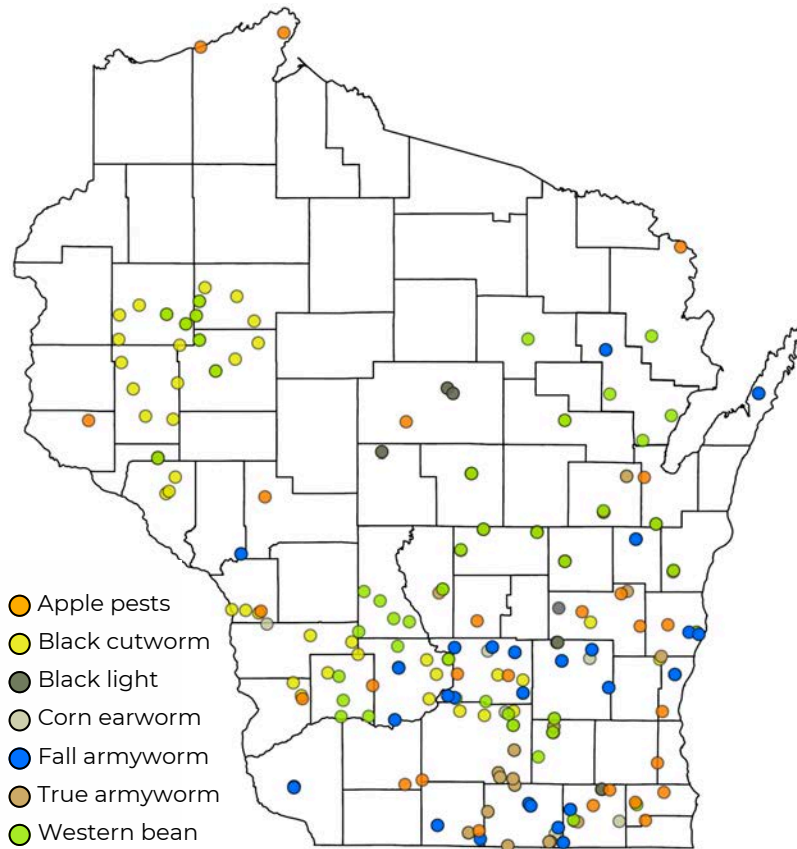 Apple pests
Black cutworm
Black light
Corn earworm
Fall armyworm
True armyworm
Western bean